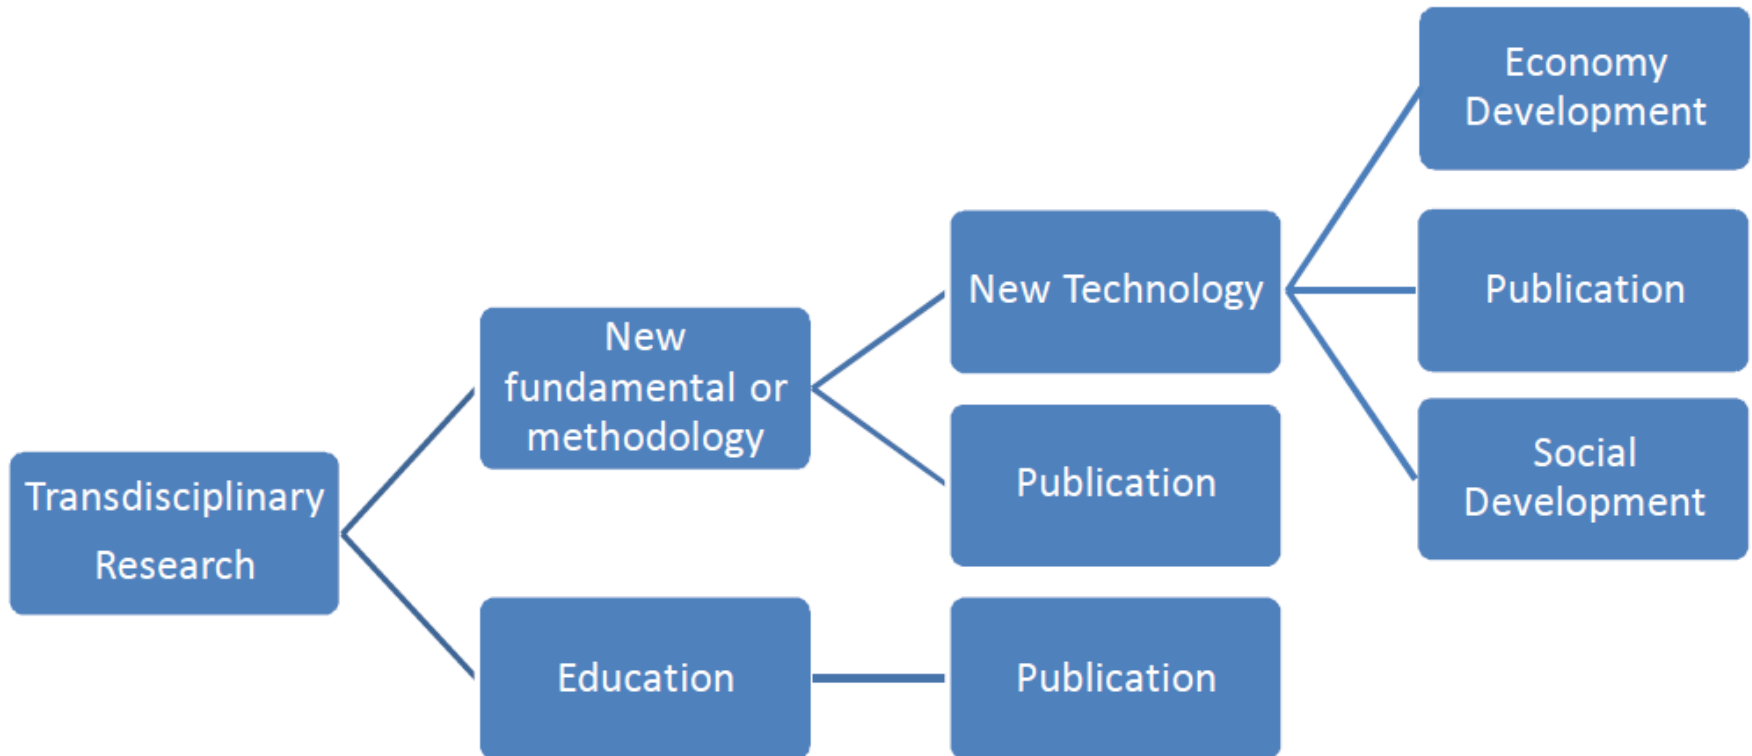 Transdisciplinary
Research
New
fundamental or
methodology
Education
New Technology
Publication
Publication
Economy
Development
Publication
Social
Development